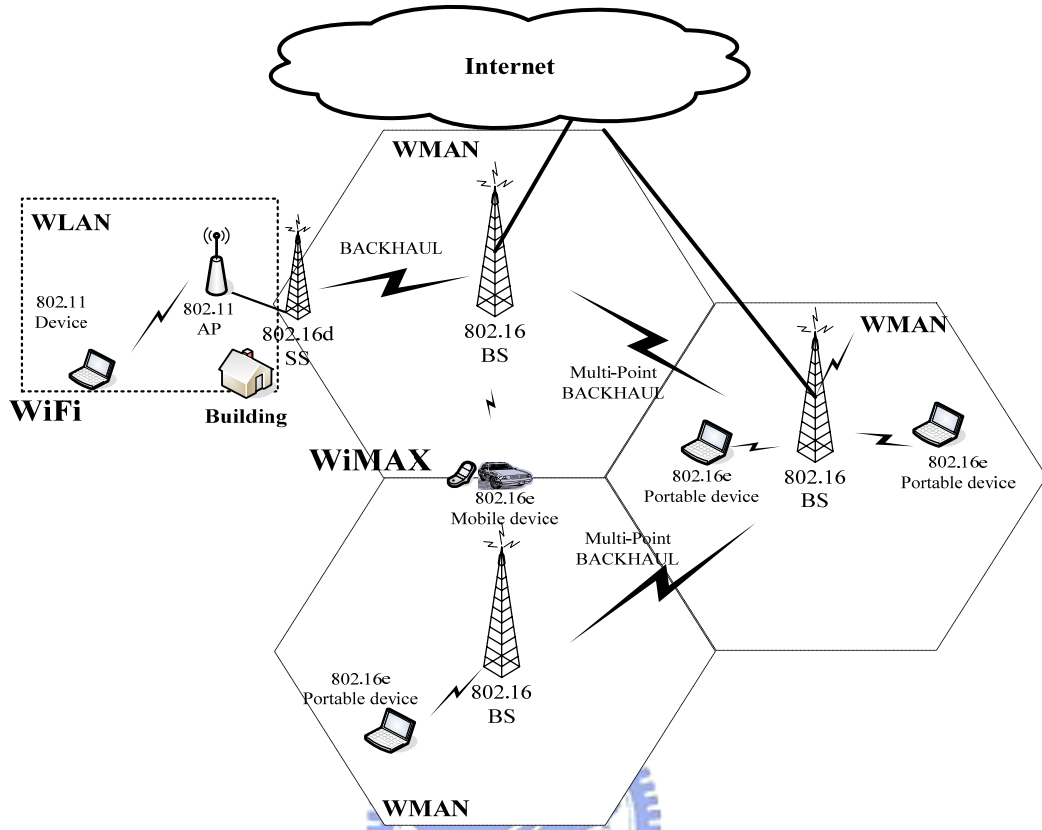 Internet
WMAN
WLAN
BACKHAUL
802.11
Device
802.11
AP
802.16d
SS
802.16
BS
WMAN
Multi-Point
BACKHAUL
WiFi
Building
WiMAX
802.16e
Mobile device
802.16e
Portable device
802.16
BS
802.16e
Portable device
Multi-Point
BACKHAUL
802.16e
Portable device
802.16
BS
WMAN